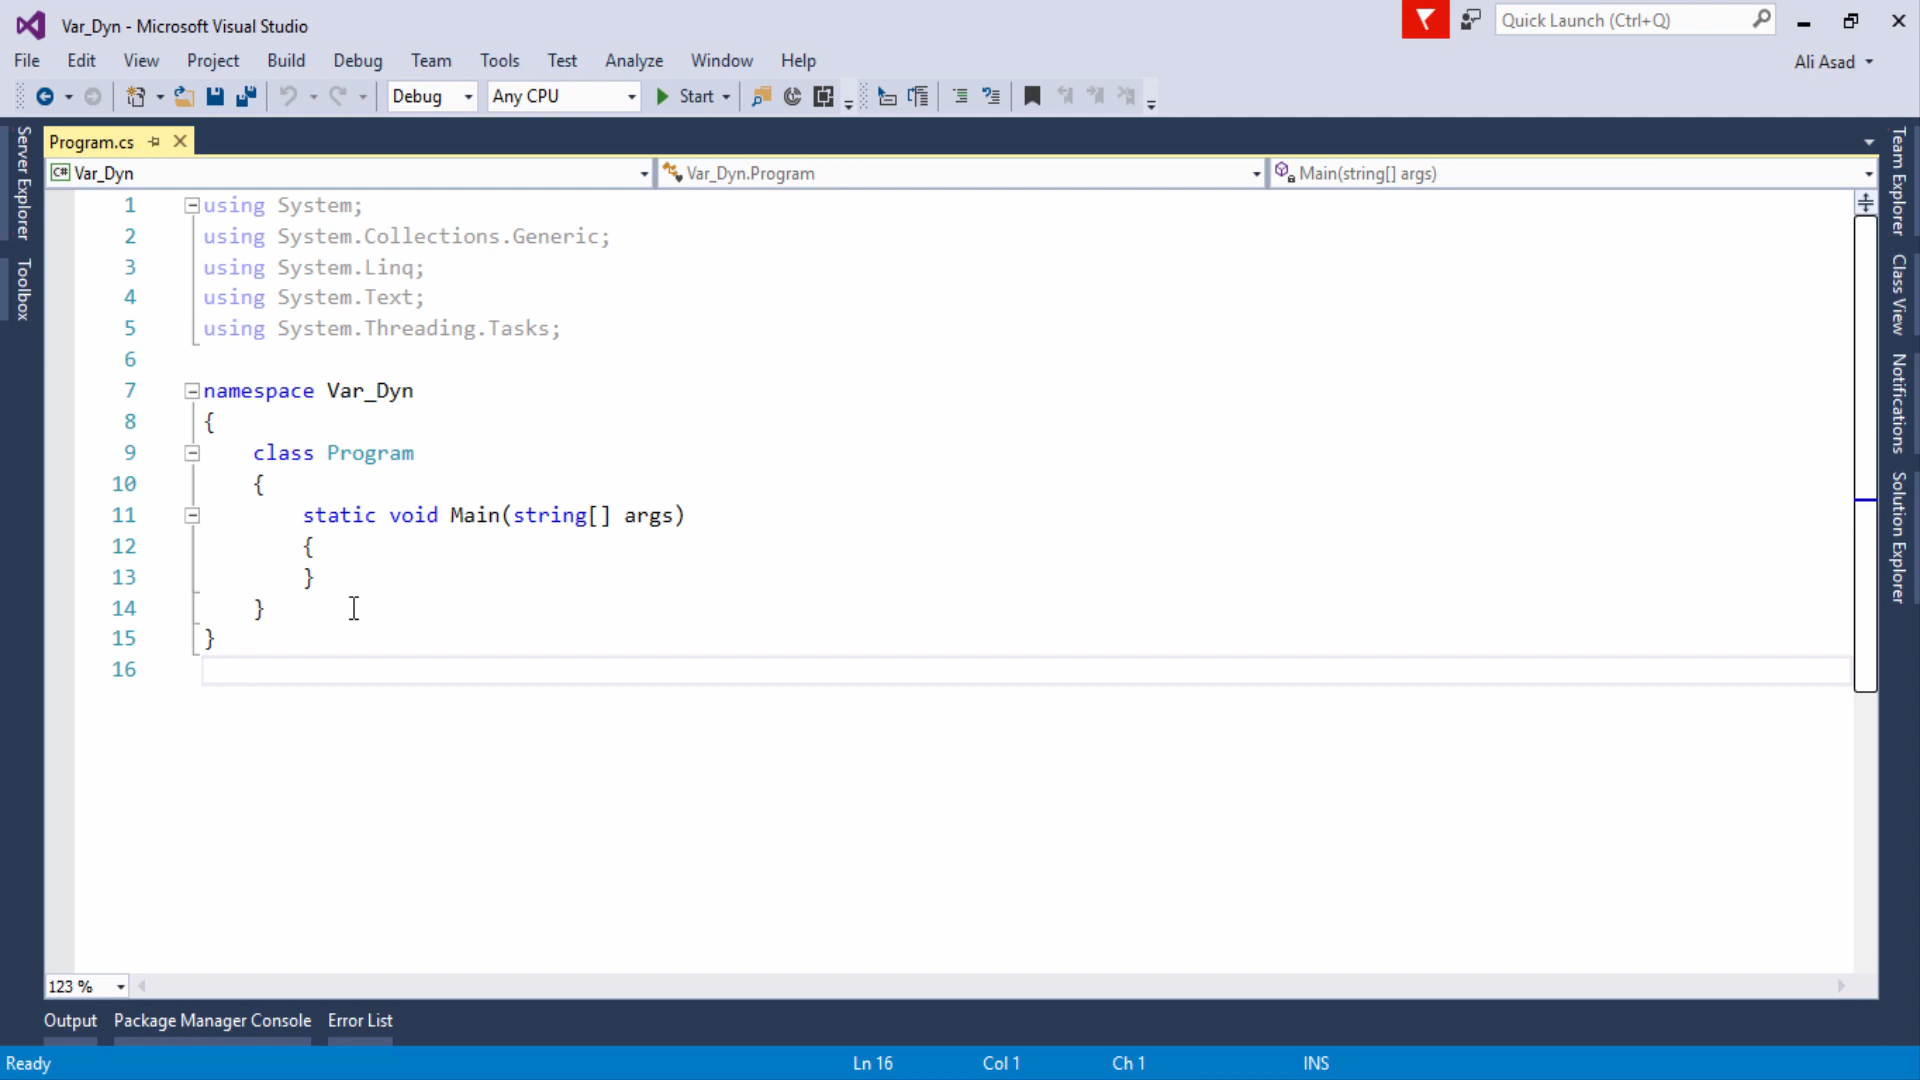 Var_Dyn - Microsoft Visual Studio
Quick Launch (Ctrl+Q)
File Edit View Project Build Debug Team Tools Test Analyze Window Help
Ali Asad
Debug Any CPU Start
Program.cs
Var_Dyn Var_Dyn.Program Main(string[] args)
1 using System;
2 using System.Collections.Generic;
3 using System.Linq;
4 using System.Text;
5 using System.Threading.Tasks;
6
7 namespace Var_Dyn
8 {
9 class Program
10 {
11 static void Main(string[] args)
12 {
13 }
14 }
15 }
16
Server Explorer
Toolbox
Team Explorer
Class View
Notifications
Solution Explorer
123 %
Output Package Manager Console Error List
Ready Ln 16 Col 1 Ch 1 INS